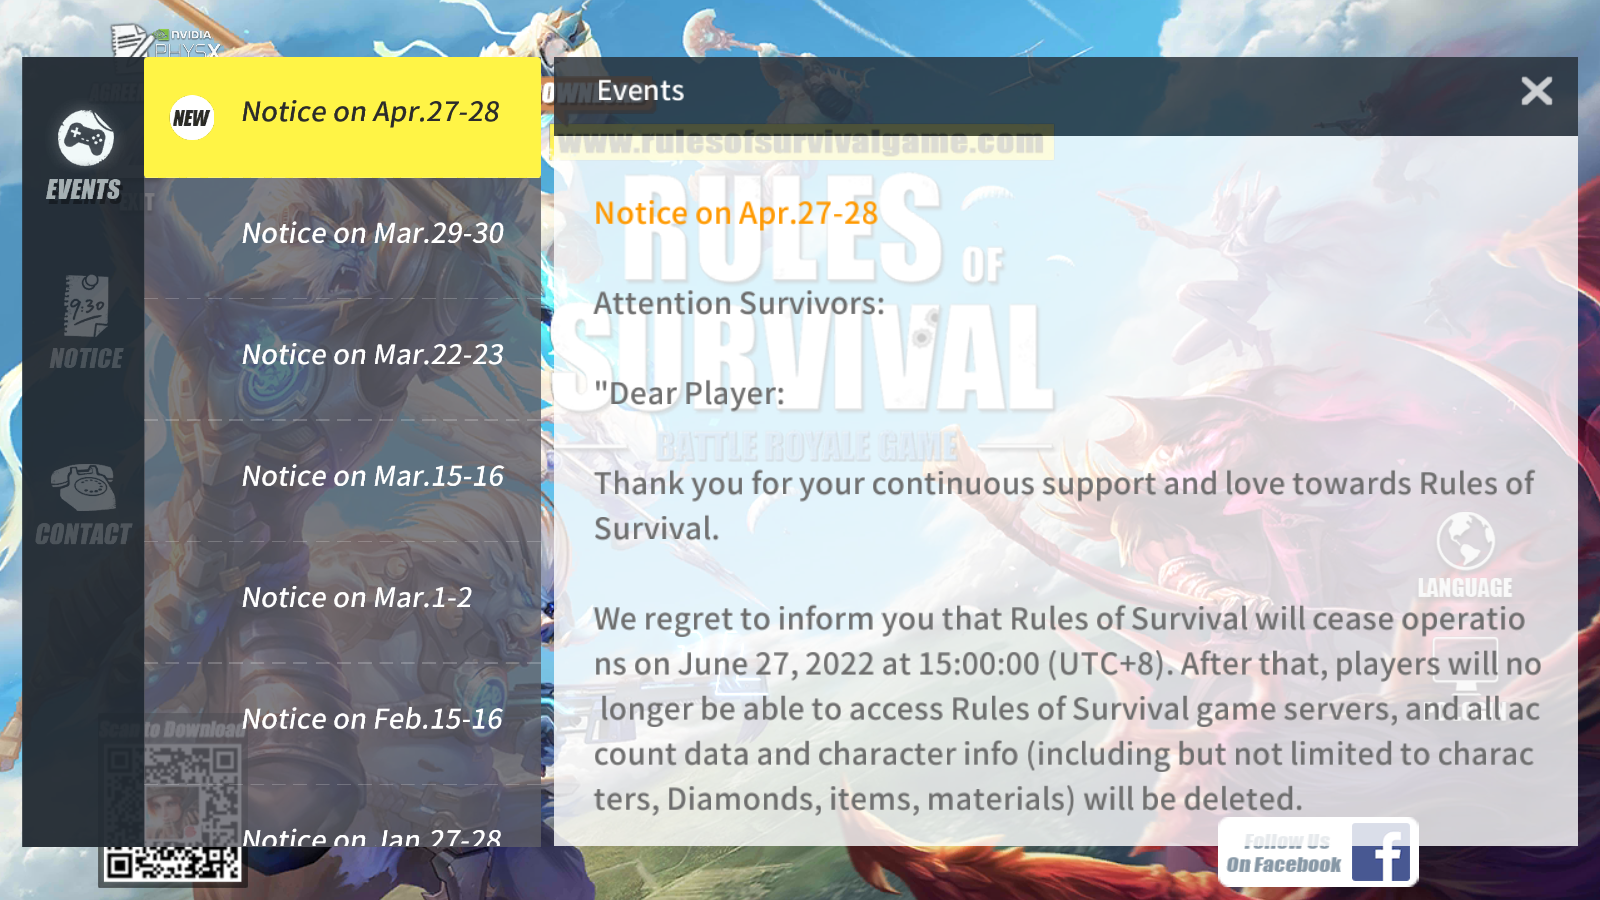 NVIDIA
PHYSX
EVENTS
NOTICE
9:30
CONTACT
NEW
Notice on Apr.27-28
Notice on Mar.29-30
Notice on Mar.22-23
Notice on Mar.15-16
Notice on Mar.1-2
Notice on Feb.15-16
Notice on Jan.27-28
Scan to Download
Events
www.rulesofsurvivalgame.com
RULES OF
SURVIVAL
BATTLE ROYALE GAME
Notice on Apr.27-28
Attention Survivors:
"Dear Player:
Thank you for your continuous support and love towards Rules of
Survival.
We regret to inform you that Rules of Survival will cease operatio
ns on June 27, 2022 at 15:00:00 (UTC+8). After that, players will no
longer be able to access Rules of Survival game servers, and all ac
count data and character info (including but not limited to charac
ters, Diamonds, items, materials) will be deleted.
LANGUAGE
Follow Us
On Facebook
f